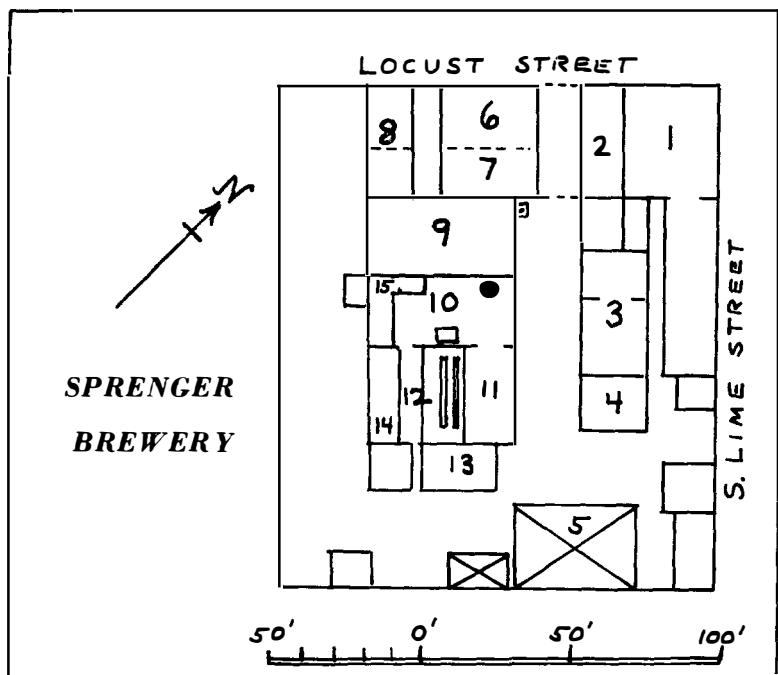 LOCUST STREET
8 6 2 1
7
9
15 10 3
12 11 4
14
13
5
N
SPRENGER
BREWERY
S. LIME STREET
50' 0' 50' 100'